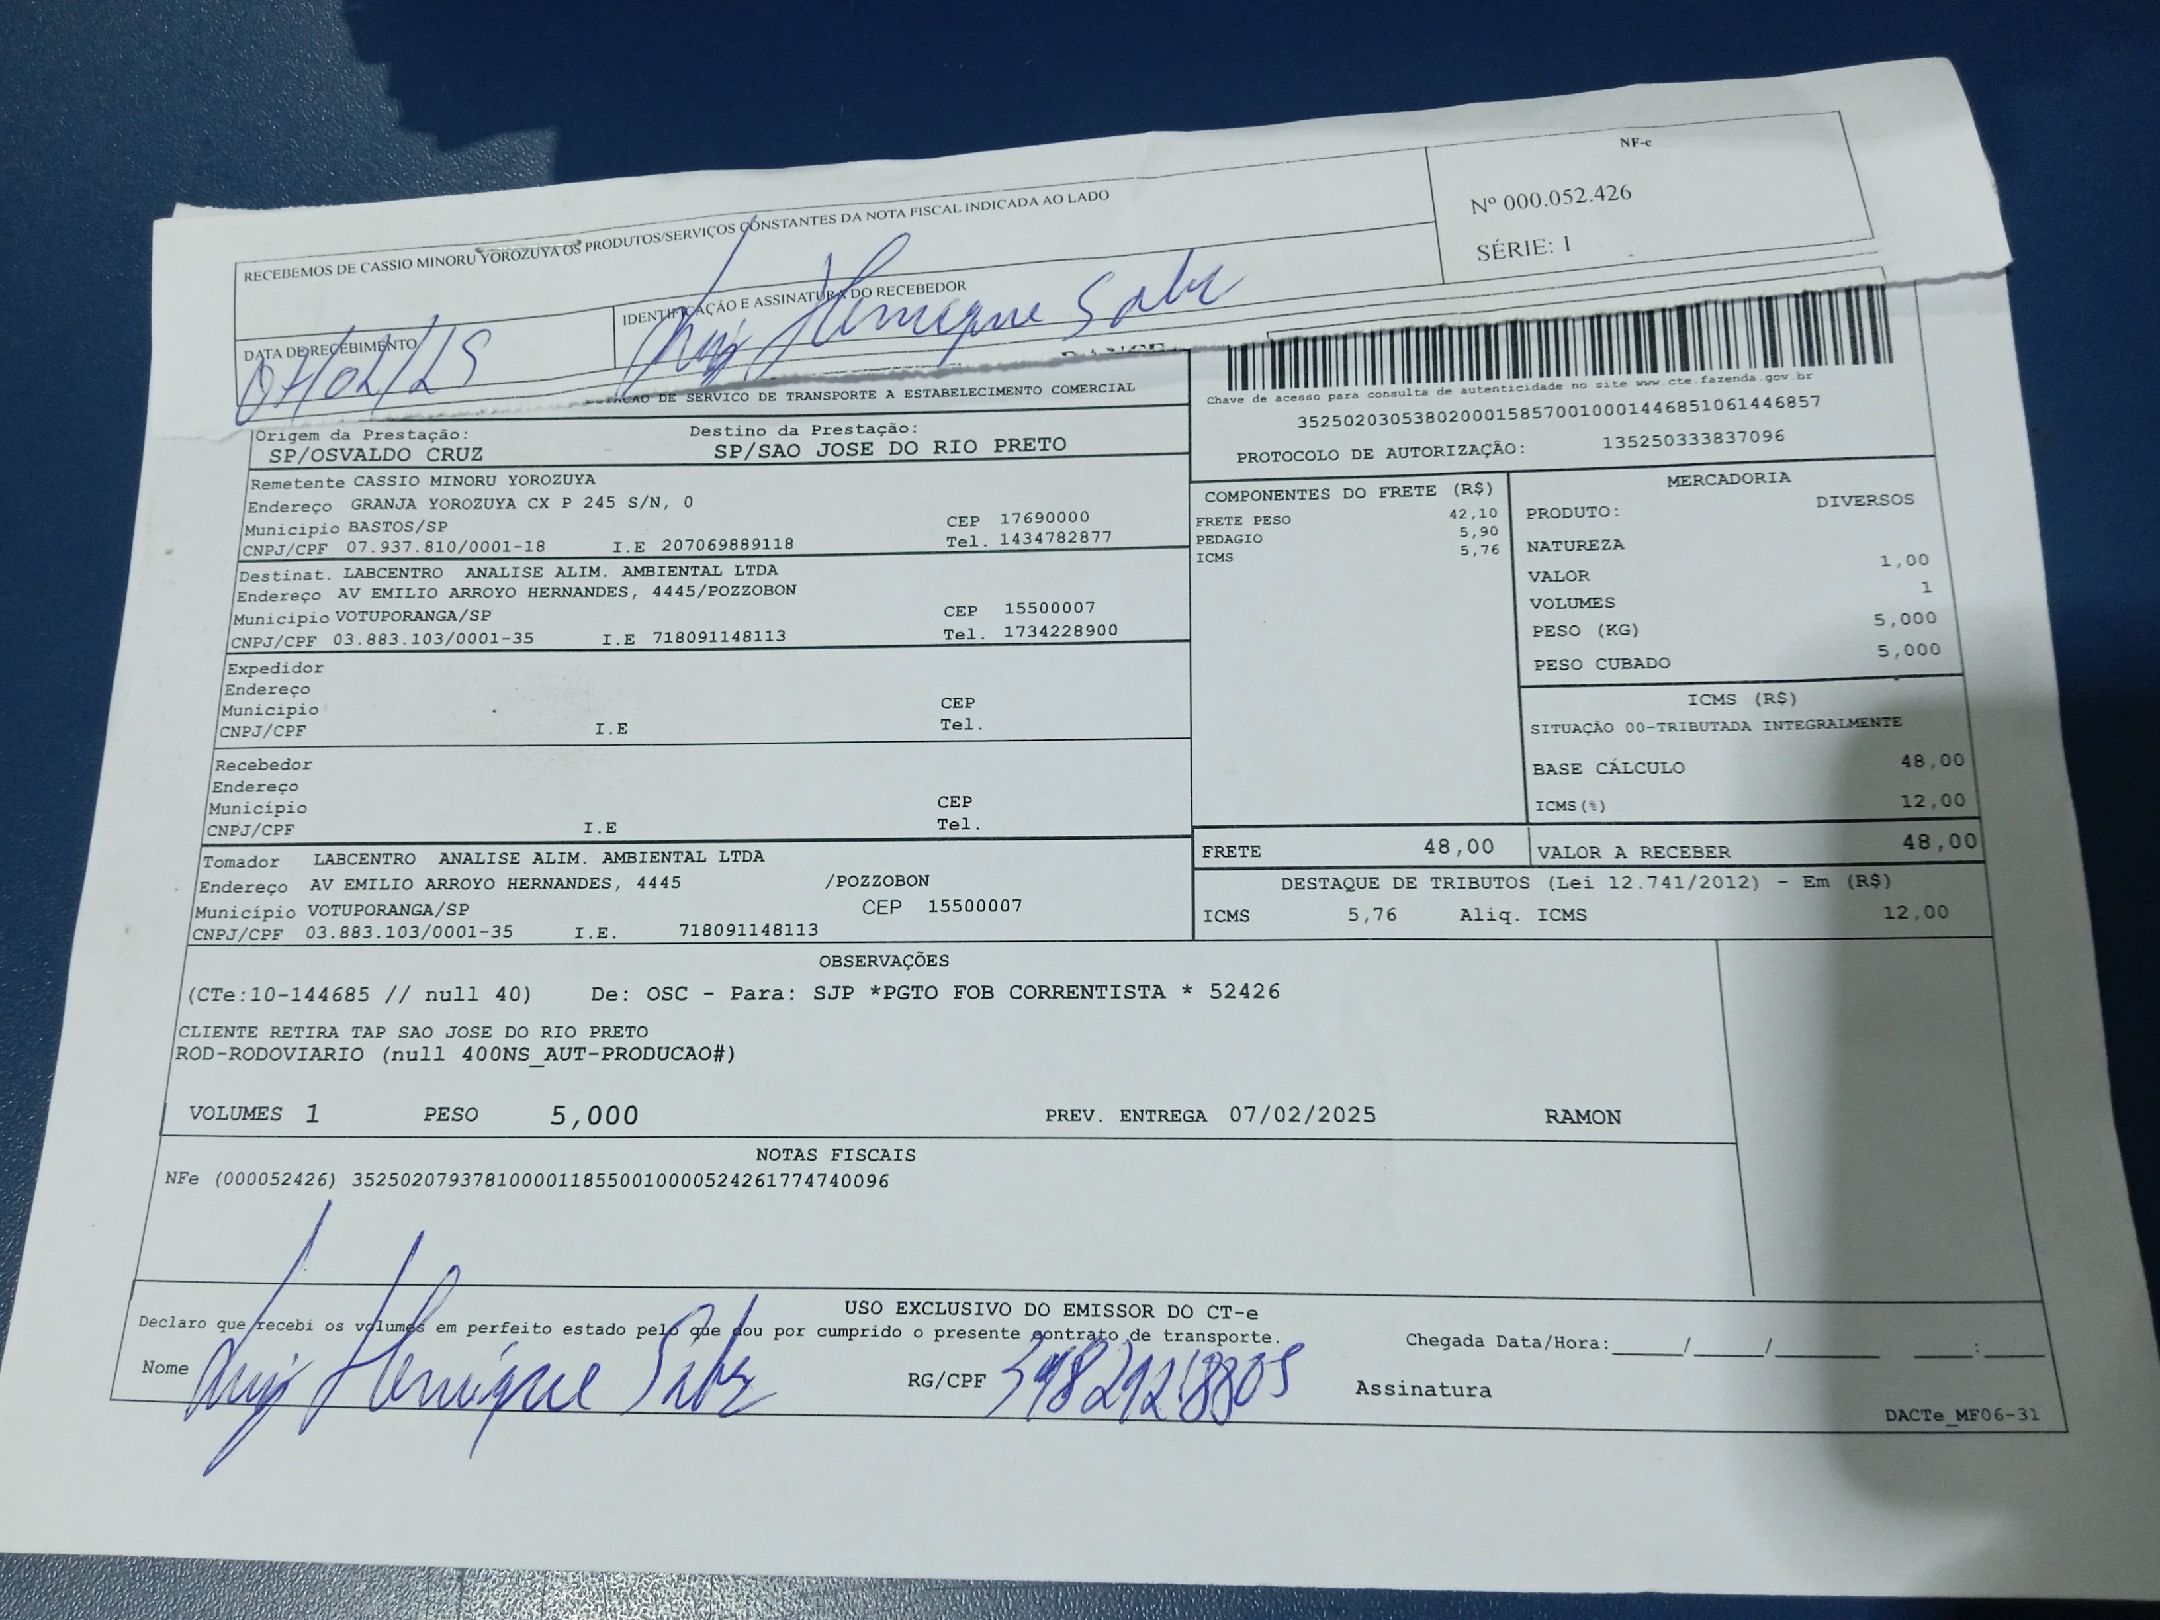 NF-e
Nº 000.052.426
SÉRIE: 1
RECEBEMOS DE CASSIO MINORU YOROZUYA OS PRODUTOS/SERVIÇOS CONSTANTES DA NOTA FISCAL INDICADA AO LADO
DATA DE RECEBIMENTO
07/02/25
IDENTIFICAÇÃO E ASSINATURA DO RECEBEDOR
Luiz Henrique
DE SERVICO DE TRANSPORTE A ESTABELECIMENTO COMERCIAL
Chave de acesso para consulta de autenticidade no site www.cte.fazenda.gov.br
35250203053802000158570010001446851061446857
PROTOCOLO DE AUTORIZAÇÃO: 135250333837096
Origem da Prestação: Destino da Prestação:
SP/OSVALDO CRUZ SP/SAO JOSE DO RIO PRETO
Remetente CASSIO MINORU YOROZUYA
Endereço GRANJA YOROZUYA CX P 245 S/N, 0
Municipio BASTOS/SP CEP 17690000
CNPJ/CPF 07.937.810/0001-18 I.E 207069889118 Tel. 1434782877
Destinat. LABCENTRO ANALISE ALIM. AMBIENTAL LTDA
Endereço AV EMILIO ARROYO HERNANDES, 4445/POZZOBON
Municipio VOTUPORANGA/SP CEP 15500007
CNPJ/CPF 03.883.103/0001-35 I.E 718091148113 Tel. 1734228900
Expedidor
Endereço
Municipio CEP
CNPJ/CPF I.E Tel.
Recebedor
Endereço
Município CEP
CNPJ/CPF I.E Tel.
Tomador LABCENTRO ANALISE ALIM. AMBIENTAL LTDA
Endereço AV EMILIO ARROYO HERNANDES, 4445 /POZZOBON
Município VOTUPORANGA/SP CEP 15500007
CNPJ/CPF 03.883.103/0001-35 I.E. 718091148113
COMPONENTES DO FRETE (R$)
FRETE PESO 42,10
PEDAGIO 5,90
ICMS 5,76
MERCADORIA
PRODUTO: DIVERSOS
NATUREZA
VALOR 1,00
VOLUMES 1
PESO (KG) 5,000
PESO CUBADO 5,000
ICMS (R$)
SITUAÇÃO 00-TRIBUTADA INTEGRALMENTE
BASE CÁLCULO 48,00
ICMS(%) 12,00
FRETE 48,00 VALOR A RECEBER 48,00
DESTAQUE DE TRIBUTOS (Lei 12.741/2012) - Em (R$)
ICMS 5,76 Aliq. ICMS 12,00
OBSERVAÇÕES
(CTe:10-144685 // null 40) De: OSC - Para: SJP *PGTO FOB CORRENTISTA * 52426
CLIENTE RETIRA TAP SAO JOSE DO RIO PRETO
ROD-RODOVIARIO (null 400NS_AUT-PRODUCAO#)
VOLUMES 1 PESO 5,000 PREV. ENTREGA 07/02/2025 RAMON
NOTAS FISCAIS
NFe (000052426) 35250207937810000118550010000524261774740096
USO EXCLUSIVO DO EMISSOR DO CT-e
Declaro que recebi os volumes em perfeito estado pelo que dou por cumprido o presente contrato de transporte.
Chegada Data/Hora:_____/_____/________ ____:____
Nome Luiz Henrique
RG/CPF
Assinatura
DACTe_MF06-31